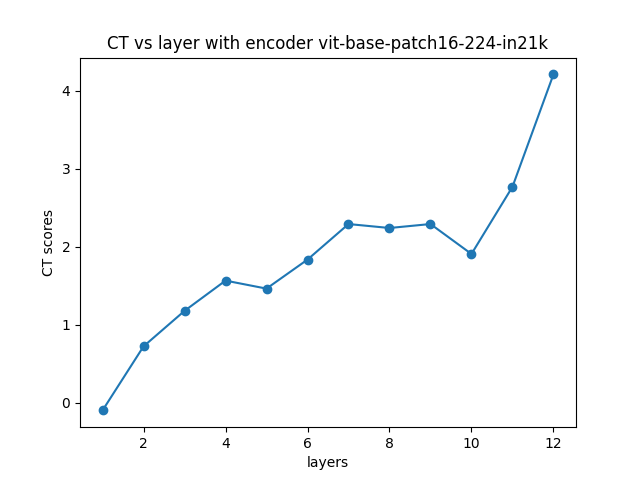 CT vs layer with encoder vit-base-patch16-224-in21k
4
3
2
1
0
CT scores
2 4 6 8 10 12
layers